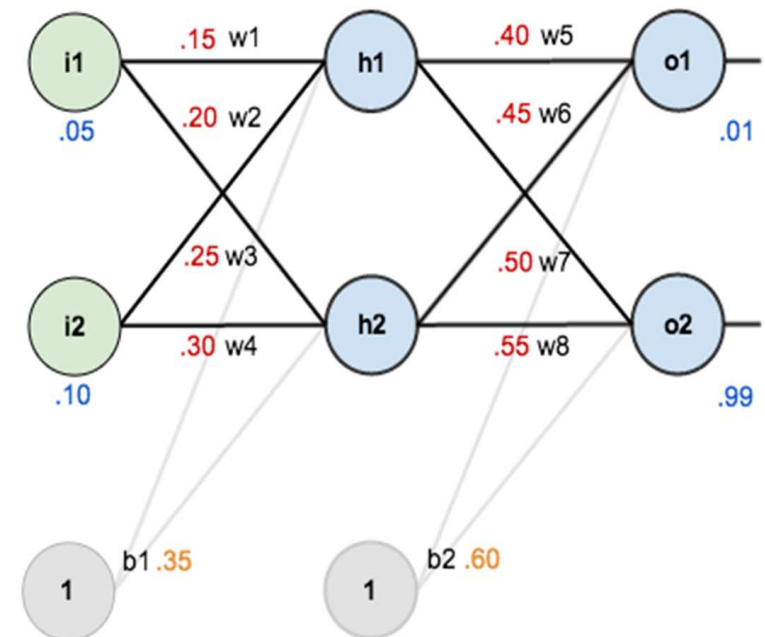 .15 w1
i1
h1
.40 w5
o1
.05
.20 w2
.45 w6
.01
.25 w3
.50 w7
i2
h2
o2
.30 w4
.55 w8
.10
.99
b1 .35
b2 .60
1
1